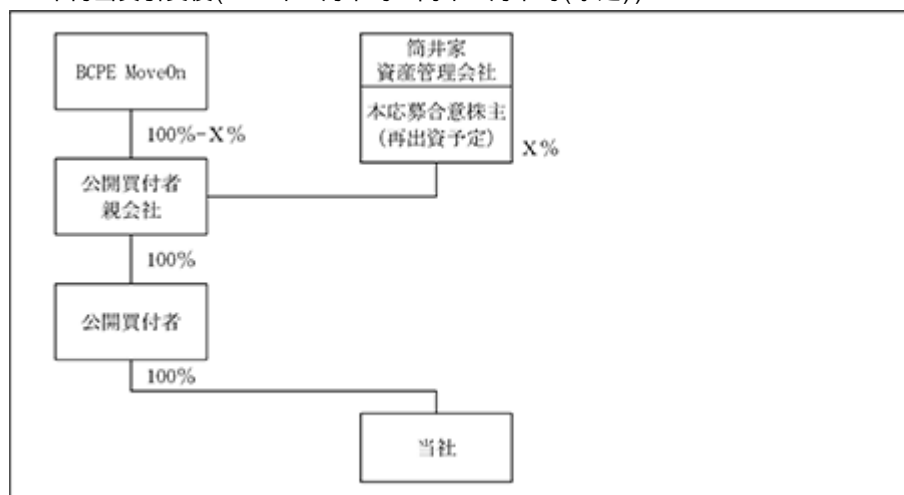 BCPE MoveOn
筒井家
資産管理会社
本応募合意株主
(再出資予定)
100%-X%
X%
公開買付者
親会社
100%
公開買付者
100%
当社